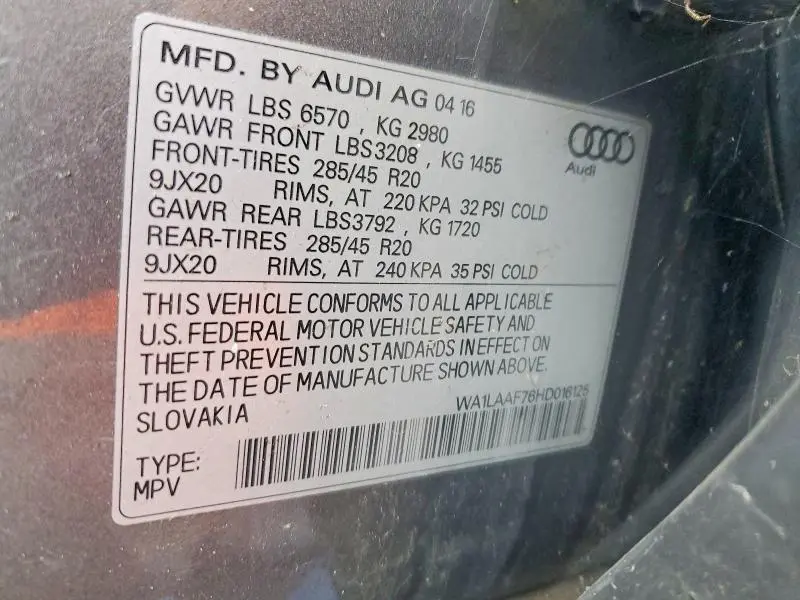 MFD. BY AUDI AG 04 16
GVWR LBS 6570 , KG 2980
GAWR FRONT LBS3208 , KG 1455
FRONT-TIRES 285/45 R20
9JX20 RIMS, AT 220 KPA 32 PSI COLD
GAWR REAR LBS3792 , KG 1720
REAR-TIRES 285/45 R20
9JX20 RIMS, AT 240 KPA 35 PSI COLD
Audi
THIS VEHICLE CONFORMS TO ALL APPLICABLE
U.S. FEDERAL MOTOR VEHICLE SAFETY AND
THEFT PREVENTION STANDARDS IN EFFECT ON
THE DATE OF MANUFACTURE SHOWN ABOVE.
SLOVAKIA
WA1LAAF76HD016125
TYPE:
MPV